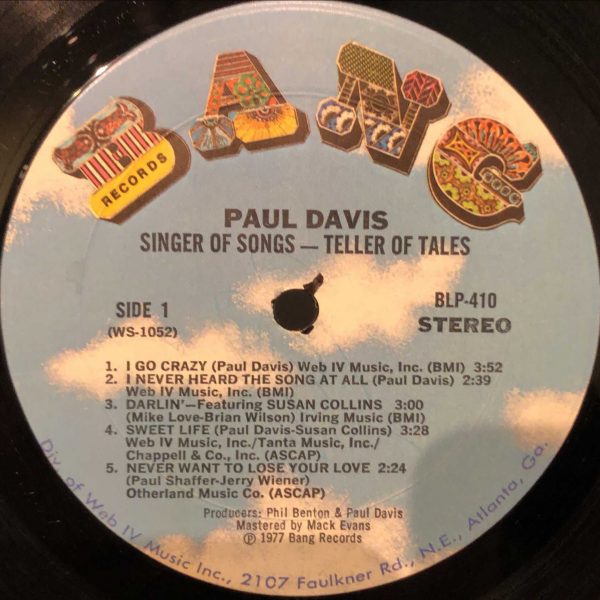 BANG
RECORDS
PAUL DAVIS
SINGER OF SONGS — TELLER OF TALES
SIDE 1
(WS-1052)
BLP-410
STEREO
1. I GO CRAZY (Paul Davis) Web IV Music, Inc. (BMI) 3:52
2. I NEVER HEARD THE SONG AT ALL (Paul Davis) 2:39
Web IV Music, Inc. (BMI)
3. DARLIN'—Featuring SUSAN COLLINS 3:00
(Mike Love-Brian Wilson) Irving Music (BMI)
4. SWEET LIFE (Paul Davis-Susan Collins) 3:28
Web IV Music, Inc./Tanta Music, Inc./
Chappell & Co., Inc. (ASCAP)
5. NEVER WANT TO LOSE YOUR LOVE 2:24
(Paul Shaffer-Jerry Wiener)
Otherland Music Co. (ASCAP)
Producers: Phil Benton & Paul Davis
Mastered by Mack Evans
℗ 1977 Bang Records
Div. of Web IV Music Inc., 2107 Faulkner Rd., N.E., Atlanta, Ga.